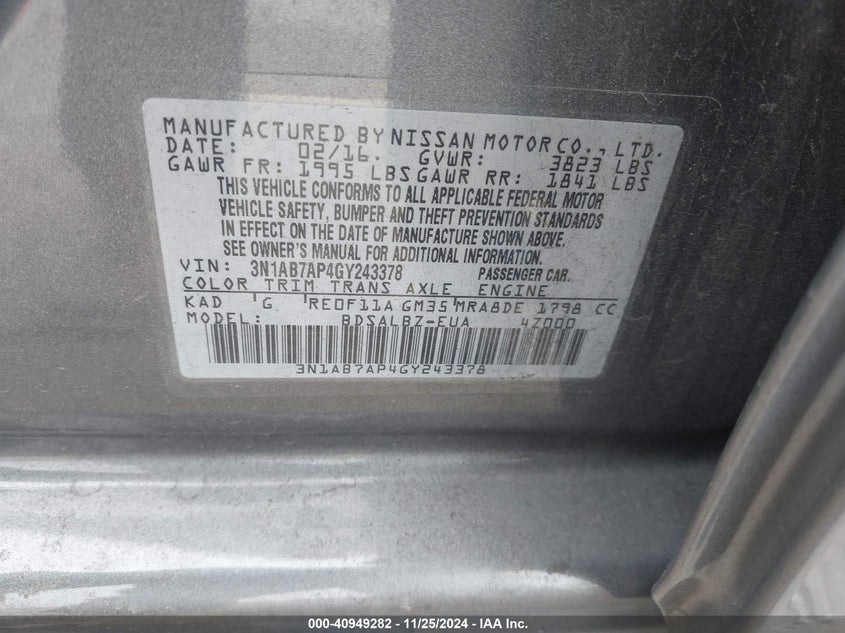 MANUFACTURED BY NISSAN MOTOR CO., LTD.
DATE: 02/16. GVWR: 3823 LBS
GAWR FR: 1995 LBS GAWR RR: 1841 LBS
THIS VEHICLE CONFORMS TO ALL APPLICABLE FEDERAL MOTOR
VEHICLE SAFETY, BUMPER AND THEFT PREVENTION STANDARDS
IN EFFECT ON THE DATE OF MANUFACTURE SHOWN ABOVE.
SEE OWNER'S MANUAL FOR ADDITIONAL INFORMATION.
VIN: 3N1AB7AP4GY243378 PASSENGER CAR.
COLOR TRIM TRANS AXLE ENGINE
KAD G RE0F11A GM35 MRA8DE 1798 CC
MODEL: BDSALBZ-EUA 4Z000
3N1AB7AP4GY243378
000-40949282 - 11/25/2024 - IAA Inc.